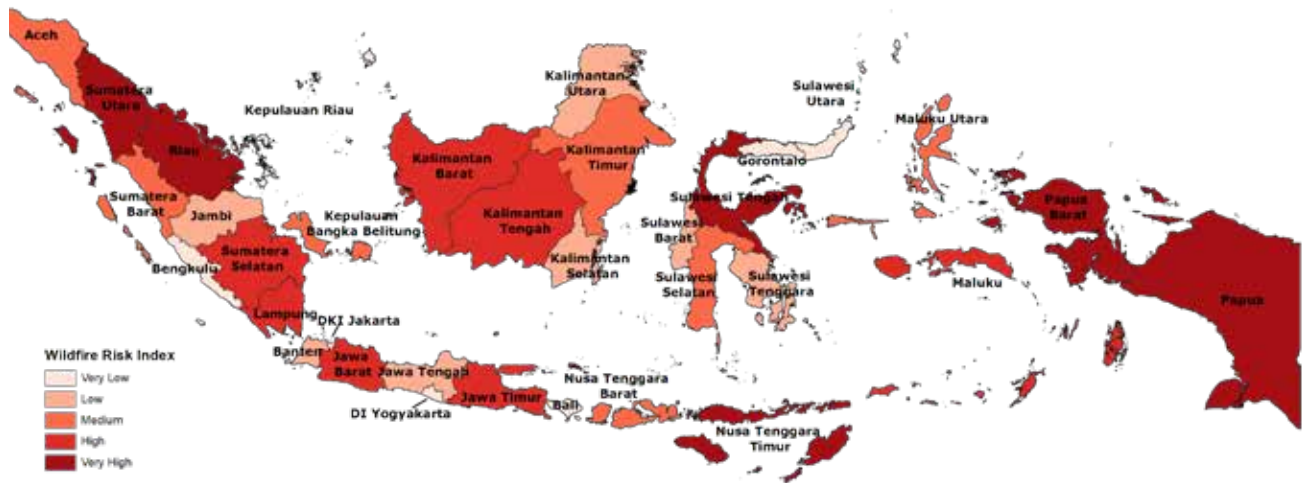 Aceh
Sumatera
Utara
Riau
Kepulauan Riau
Sumatera
Barat
Jambi
Bengkulu
Sumatera
Selatan
Lampung
Kepulauan
Bangka Belitung
DKI Jakarta
Banten
Jawa
Barat
Jawa Tengah
DI Yogyakarta
Jawa Timur
Bali
Nusa Tenggara
Barat
Nusa Tenggara
Timur
Kalimantan
Barat
Kalimantan
Tengah
Kalimantan
Selatan
Kalimantan
Timur
Kalimantan
Utara
Sulawesi
Utara
Gorontalo
Sulawesi Tengah
Sulawesi
Barat
Sulawesi
Selatan
Sulawesi
Tenggara
Maluku Utara
Maluku
Papua
Barat
Papua
Wildfire Risk Index
Very Low
Low
Medium
High
Very High